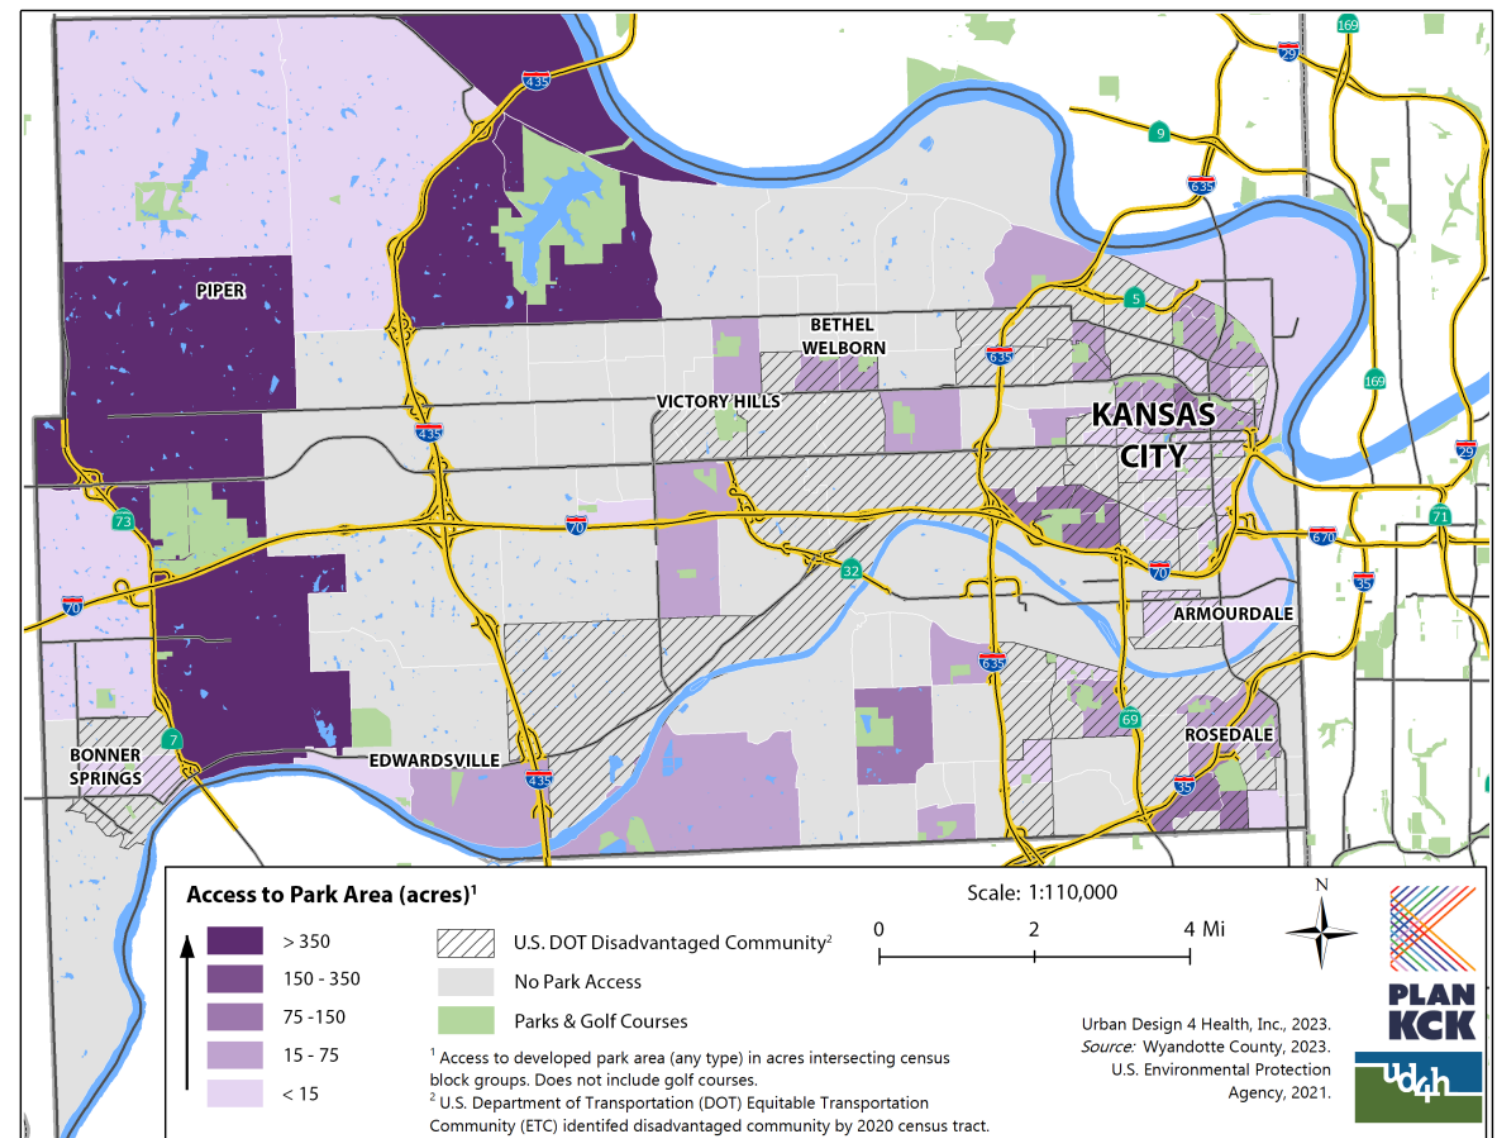 169
29
435
9
635
PIPER
5
BETHEL
WELBORN
635
169
VICTORY HILLS
KANSAS
CITY
435
29
73
70
71
670
32
70
35
70
ARMOURDALE
635
69
7
ROSEDALE
BONNER
SPRINGS
EDWARDSVILLE
435
35
Access to Park Area (acres)1
> 350
150 - 350
75 -150
15 - 75
< 15
U.S. DOT Disadvantaged Community2
No Park Access
Parks & Golf Courses
1 Access to developed park area (any type) in acres intersecting census
block groups. Does not include golf courses.
2 U.S. Department of Transportation (DOT) Equitable Transportation
Community (ETC) identifed disadvantaged community by 2020 census tract.
Scale: 1:110,000
0 2 4 Mi
N
Urban Design 4 Health, Inc., 2023.
Source: Wyandotte County, 2023.
U.S. Environmental Protection
Agency, 2021.
PLAN
KCK
ud4h